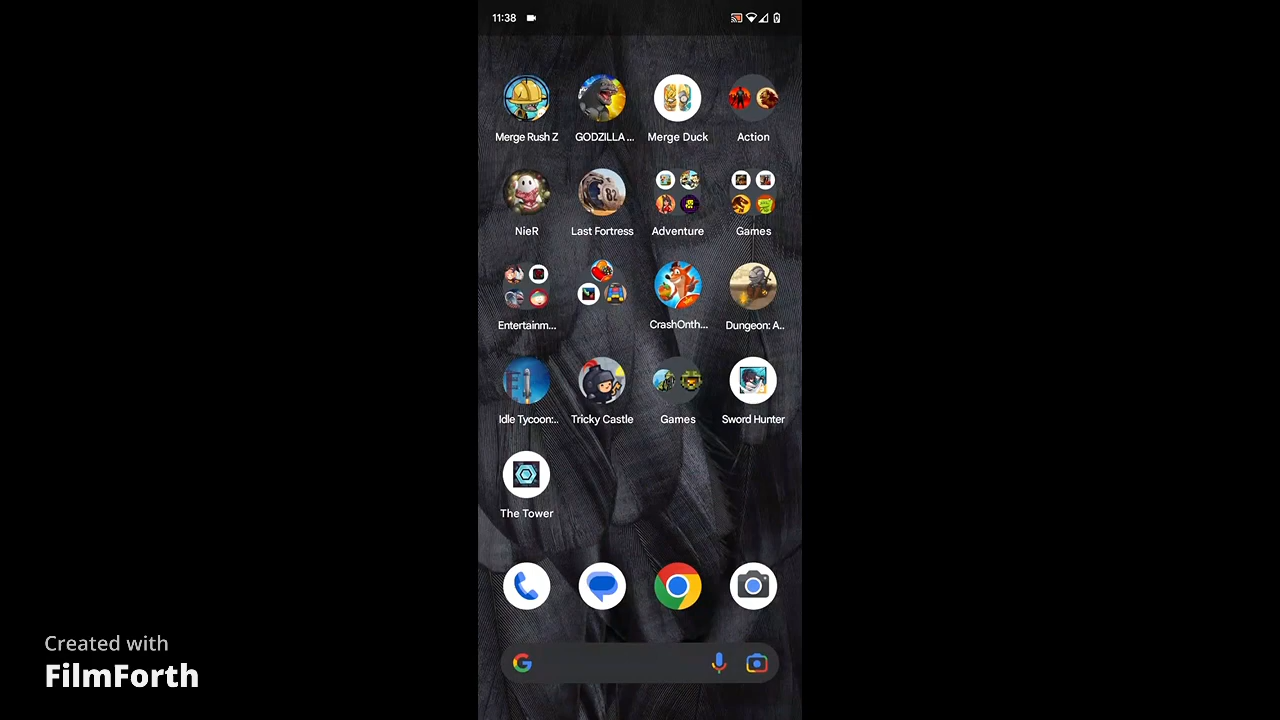 11:38
Merge Rush Z
GODZILLA ...
Merge Duck
Action
NieR
Last Fortress
Adventure
Games
Entertainm...
CrashOnth...
Dungeon: A..
Idle Tycoon:..
Tricky Castle
Games
Sword Hunter
The Tower
Created with
FilmForth